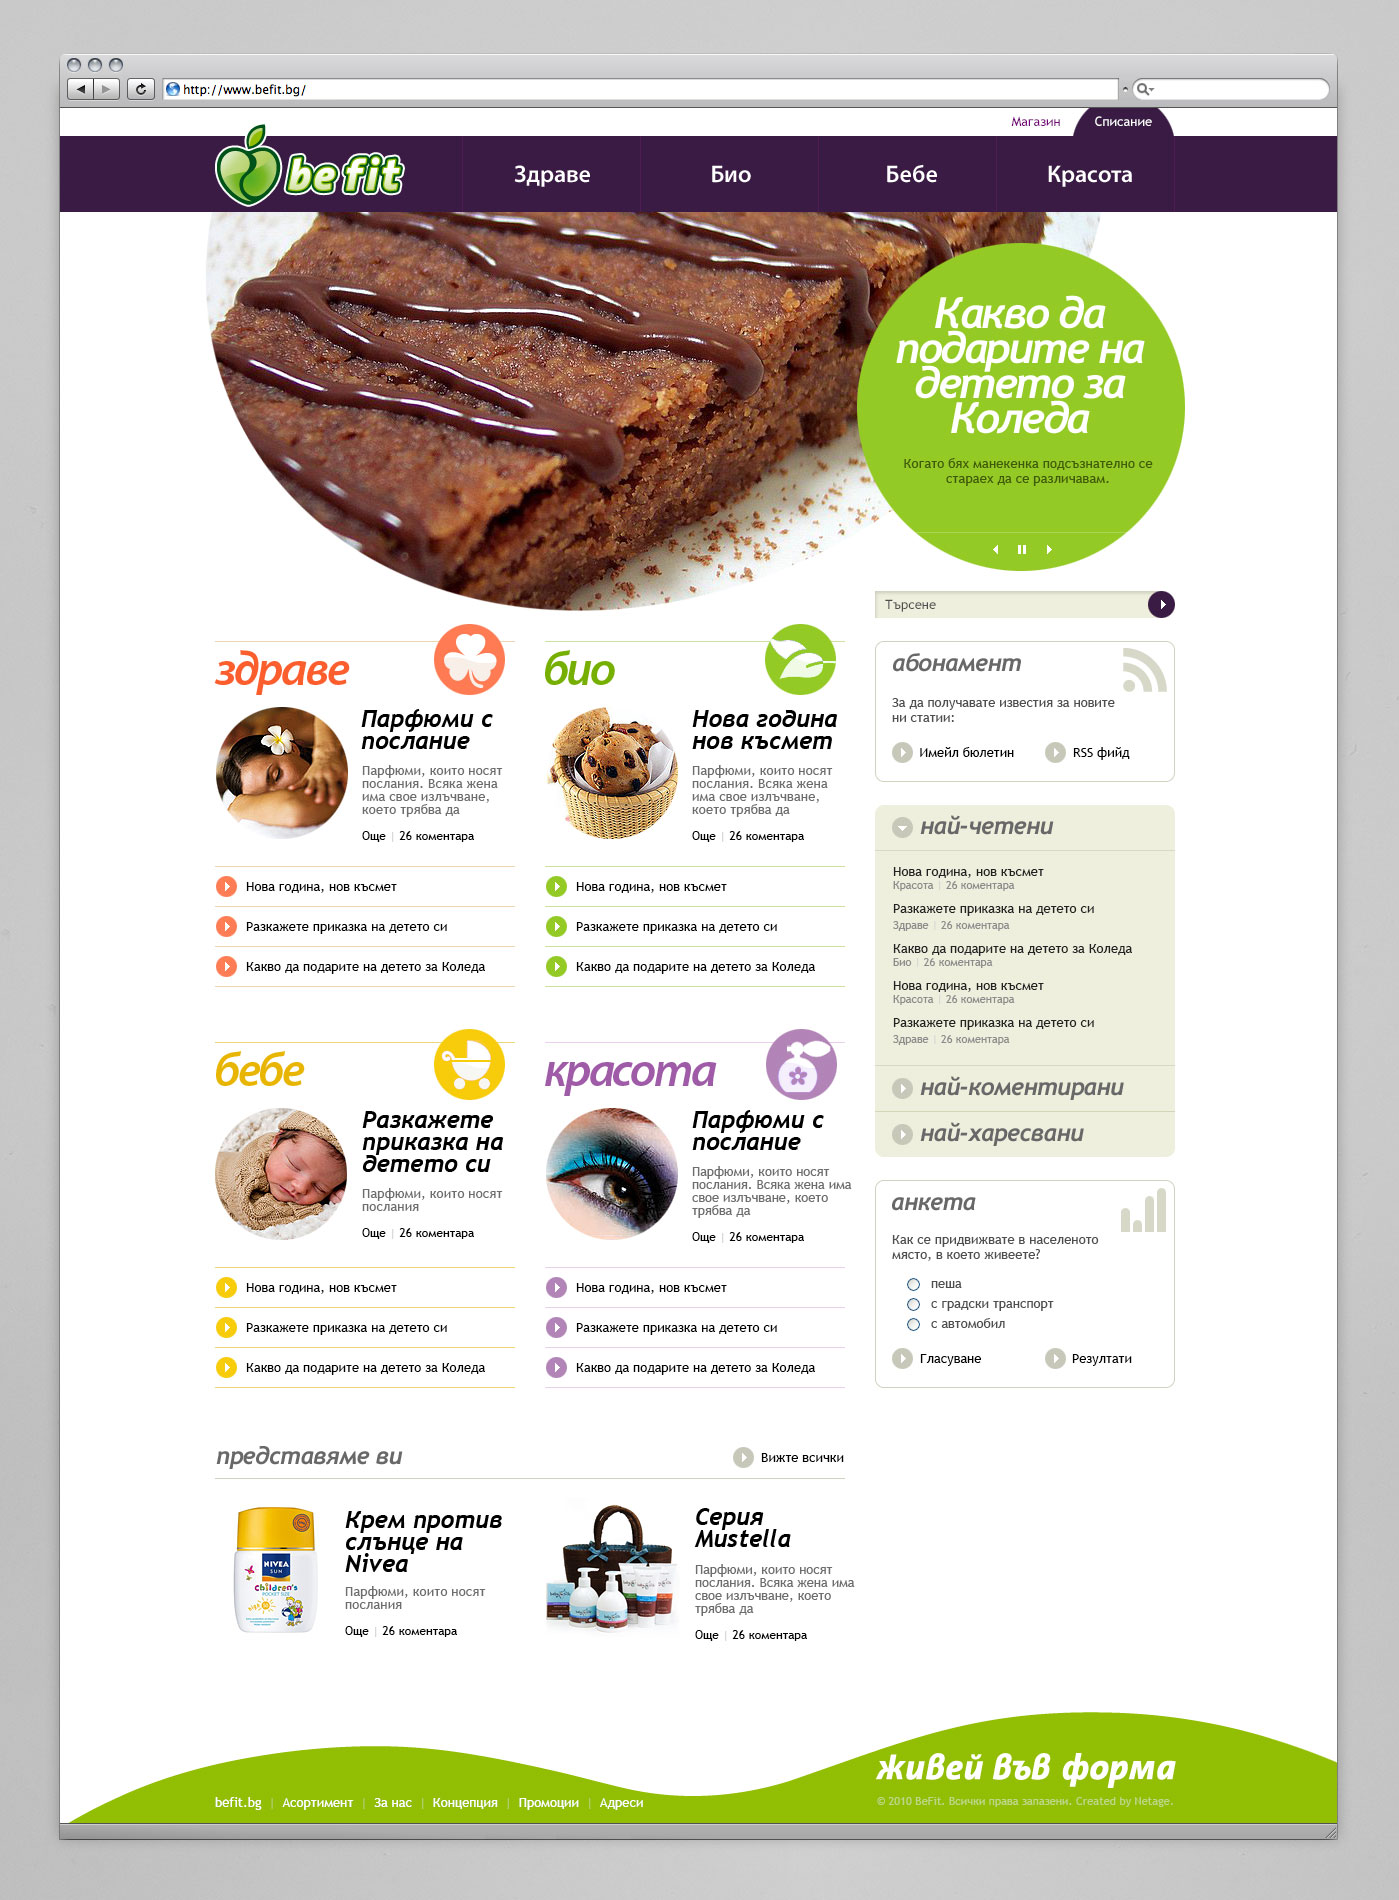 http://www.befit.bg/
Магазин
Списание
be fit
Здраве
Био
Бебе
Красота
Какво да
подарите на
детето за
Коледа
Когато бях манекенка подсъзнателно се
стараех да се различавам.
Търсене
здраве
Парфюми с
послание
Парфюми, които носят
послания. Всяка жена
има свое излъчване,
което трябва да
Още | 26 коментара
Нова година, нов късмет
Разкажете приказка на детето си
Какво да подарите на детето за Коледа
био
Нова година
нов късмет
Парфюми, които носят
послания. Всяка жена
има свое излъчване,
което трябва да
Още | 26 коментара
Нова година, нов късмет
Разкажете приказка на детето си
Какво да подарите на детето за Коледа
абонамент
За да получавате известия за новите
ни статии:
Имейл бюлетин
RSS фийд
най-четени
Нова година, нов късмет
Красота | 26 коментара
Разкажете приказка на детето си
Здраве | 26 коментара
Какво да подарите на детето за Коледа
Био | 26 коментара
Нова година, нов късмет
Красота | 26 коментара
Разкажете приказка на детето си
Здраве | 26 коментара
най-коментирани
най-харесвани
бебе
Разкажете
приказка на
детето си
Парфюми, които носят
послания
Още | 26 коментара
Нова година, нов късмет
Разкажете приказка на детето си
Какво да подарите на детето за Коледа
красота
Парфюми с
послание
Парфюми, които носят
послания. Всяка жена има
свое излъчване, което
трябва да
Още | 26 коментара
Нова година, нов късмет
Разкажете приказка на детето си
Какво да подарите на детето за Коледа
анкета
Как се придвижвате в населеното
място, в което живеете?
пеша
с градски транспорт
с автомобил
Гласуване
Резултати
представяме ви
Вижте всички
NIVEA
SUN
Children's
POCKET SIZE
Крем против
слънце на
Nivea
Парфюми, които носят
послания
Още | 26 коментара
Серия
Mustella
Парфюми, които носят
послания. Всяка жена има
свое излъчване, което
трябва да
Още | 26 коментара
живей във форма
befit.bg | Асортимент | За нас | Концепция | Промоции | Адреси
© 2010 BeFit. Всички права запазени. Created by Netage.